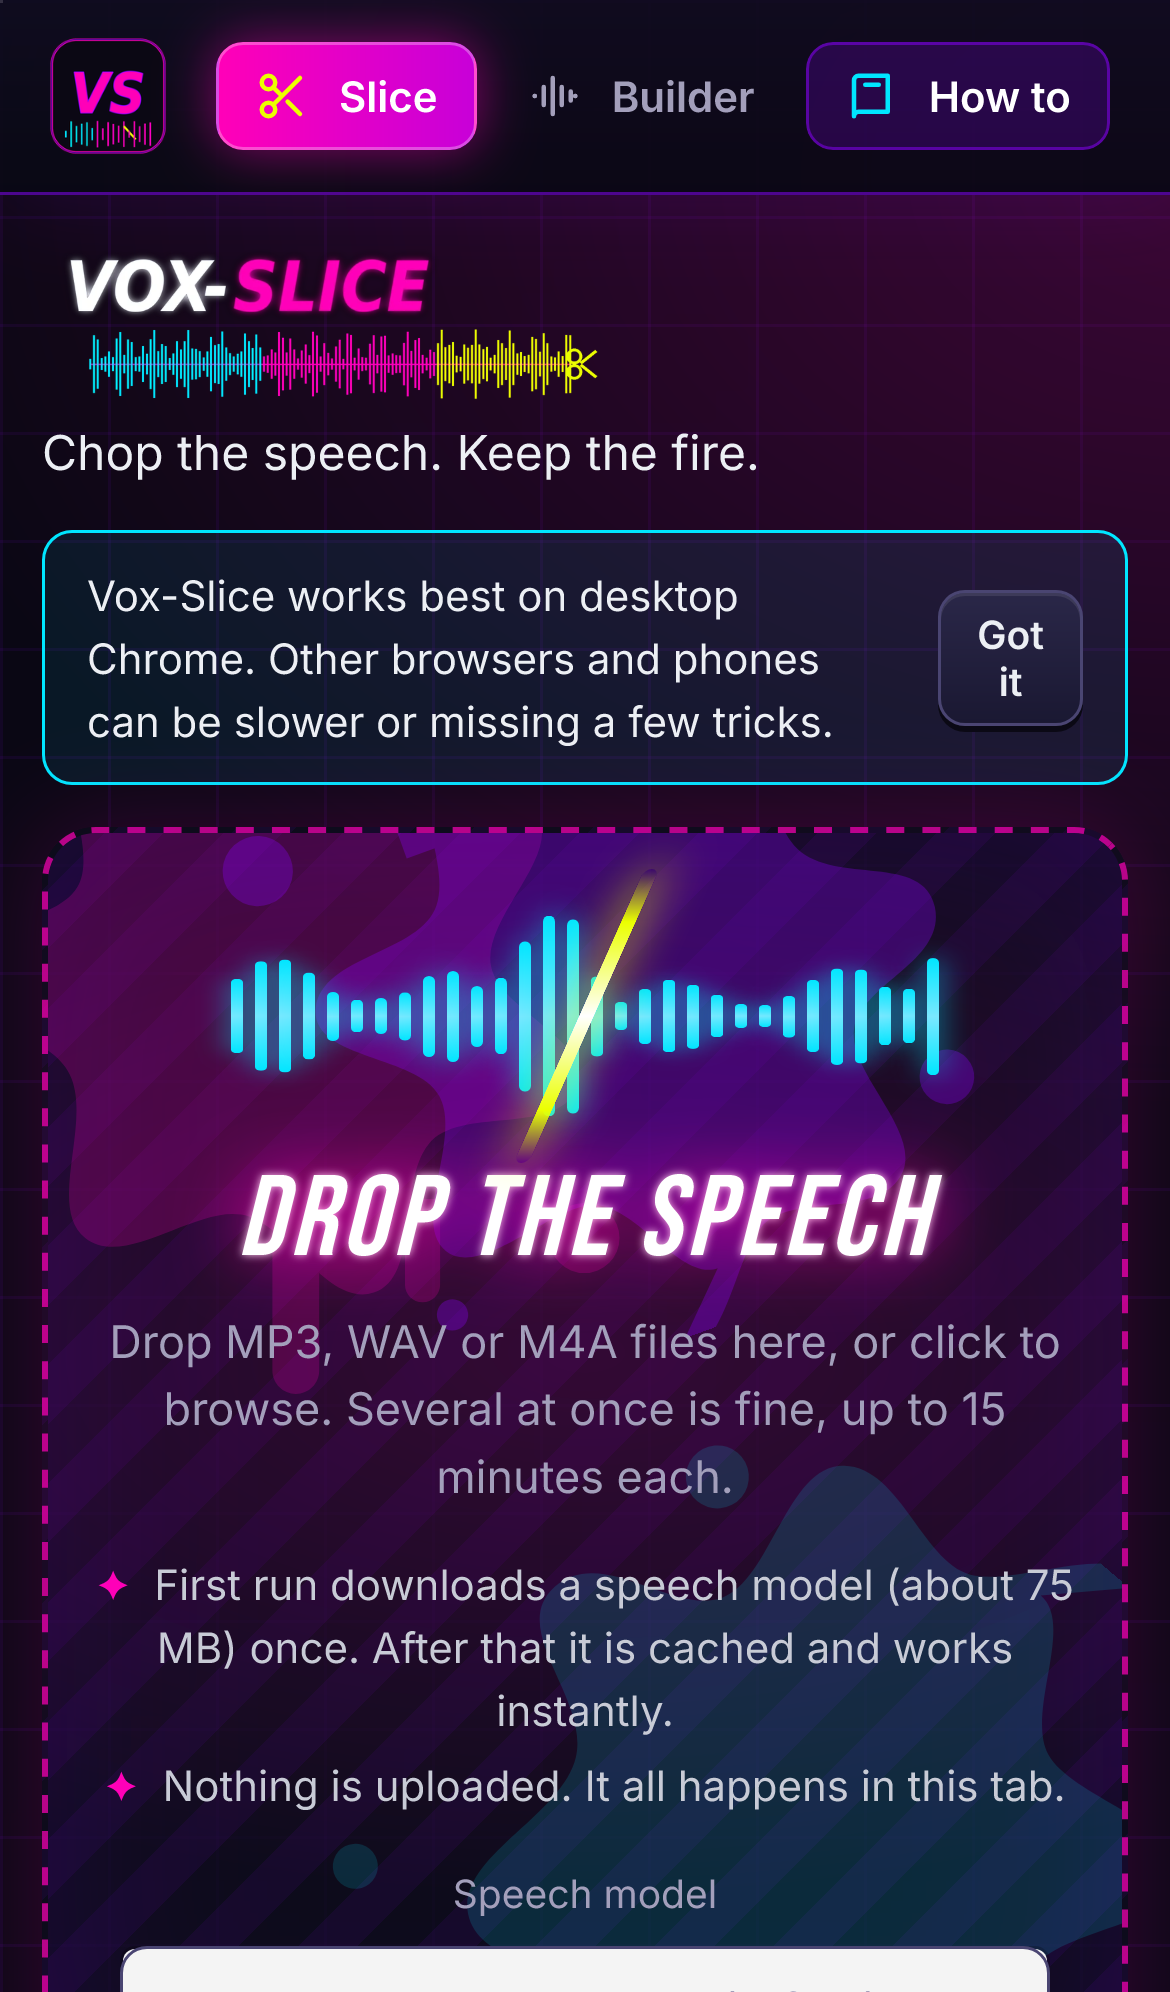 VS
Slice
Builder
How to
VOX-SLICE
Chop the speech. Keep the fire.
Vox-Slice works best on desktop
Chrome. Other browsers and phones
can be slower or missing a few tricks.
Got
it
DROP THE SPEECH
Drop MP3, WAV or M4A files here, or click to
browse. Several at once is fine, up to 15
minutes each.
First run downloads a speech model (about 75
MB) once. After that it is cached and works
instantly.
Nothing is uploaded. It all happens in this tab.
Speech model